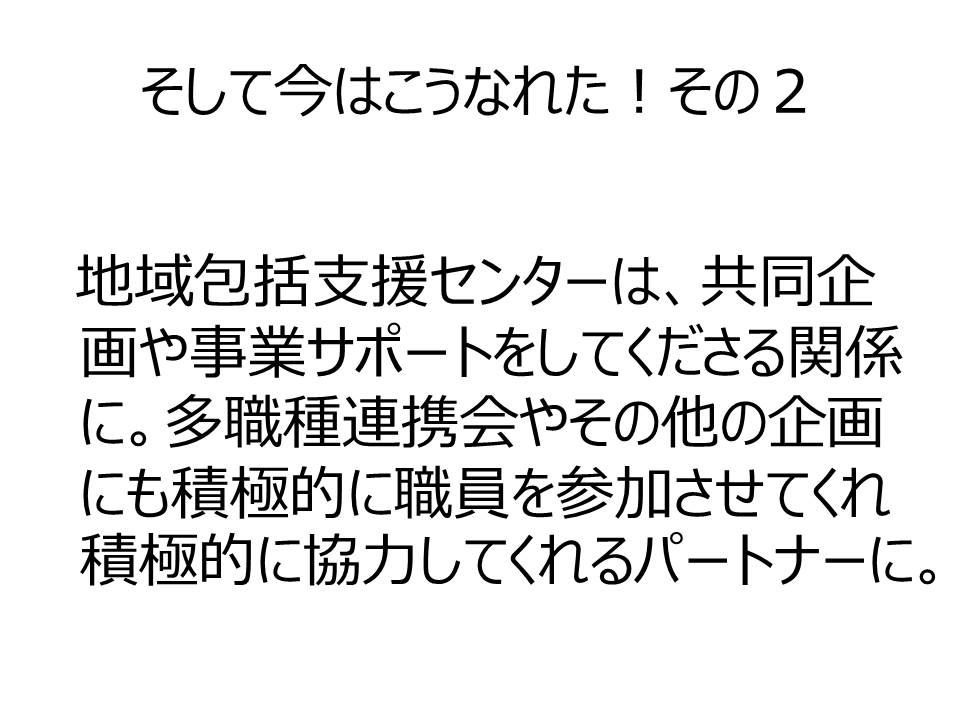 そして今はこうなれた！その２
地域包括支援センターは、共同企
画や事業サポートをしてくださる関係
に。多職種連携会やその他の企画
にも積極的に職員を参加させてくれ
積極的に協力してくれるパートナーに。